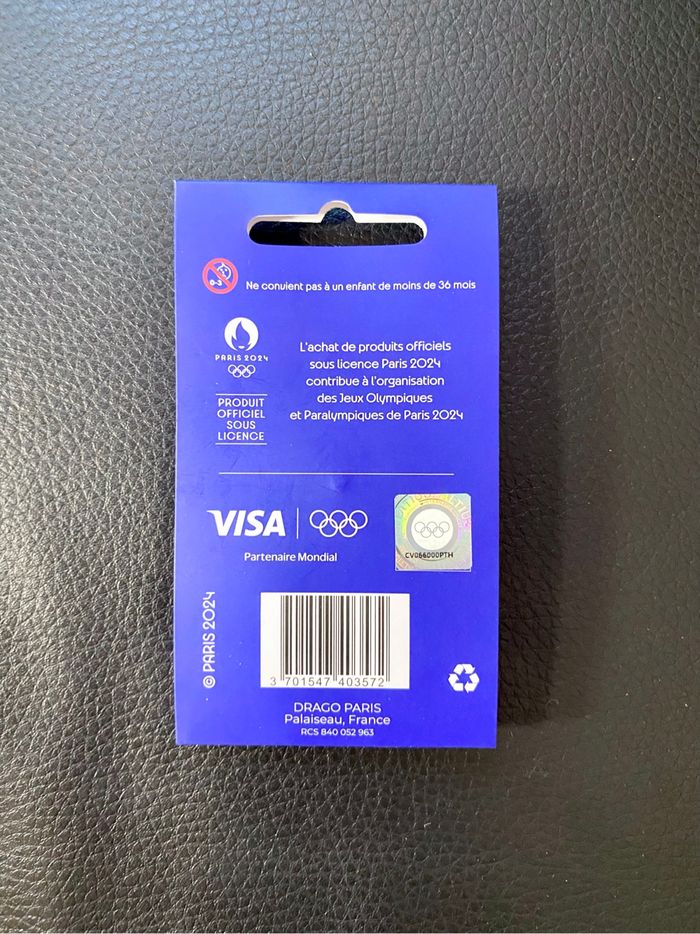 0-3
Ne convient pas à un enfant de moins de 36 mois
PARIS 2024
PRODUIT
OFFICIEL
SOUS
LICENCE
L'achat de produits officiels
sous licence Paris 2024
contribue à l'organisation
des Jeux Olympiques
et Paralympiques de Paris 2024
VISA
Partenaire Mondial
CV066000PTH
© PARIS 2024
3 701547 403572
DRAGO PARIS
Palaiseau, France
RCS 840 052 963